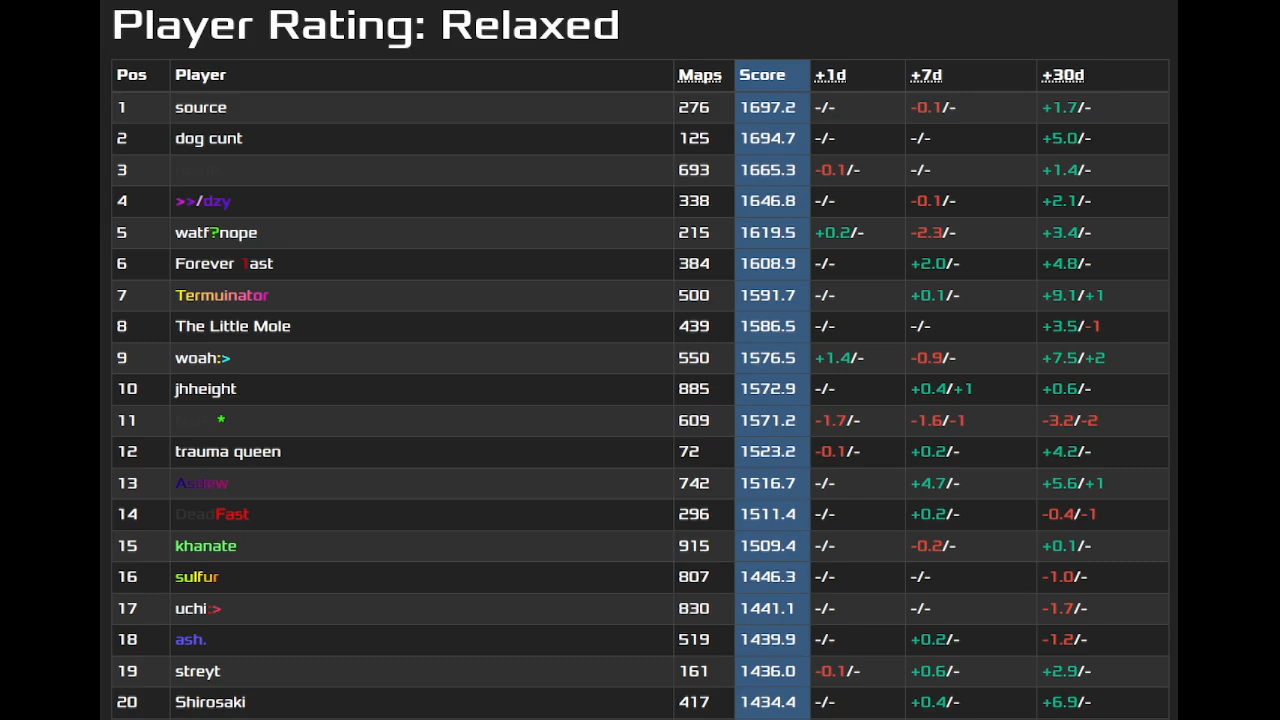 Player Rating: Relaxed
Pos Player Maps Score +1d +7d +30d
1 source 276 1697.2 -/- -0.1/- +1.7/-
2 dog cunt 125 1694.7 -/- -/- +5.0/-
3 693 1665.3 -0.1/- -/- +1.4/-
4 >>/dzy 338 1646.8 -/- -0.1/- +2.1/-
5 watf?nope 215 1619.5 +0.2/- -2.3/- +3.4/-
6 Forever 1ast 384 1608.9 -/- +2.0/- +4.8/-
7 Termuinator 500 1591.7 -/- +0.1/- +9.1/+1
8 The Little Mole 439 1586.5 -/- -/- +3.5/-1
9 woah:> 550 1576.5 +1.4/- -0.9/- +7.5/+2
10 jhheight 885 1572.9 -/- +0.4/+1 +0.6/-
11 * 609 1571.2 -1.7/- -1.6/-1 -3.2/-2
12 trauma queen 72 1523.2 -0.1/- +0.2/- +4.2/-
13 742 1516.7 -/- +4.7/- +5.6/+1
14 DeadFast 296 1511.4 -/- +0.2/- -0.4/-1
15 khanate 915 1509.4 -/- -0.2/- +0.1/-
16 sulfur 807 1446.3 -/- -/- -1.0/-
17 uchi:> 830 1441.1 -/- -/- -1.7/-
18 ash. 519 1439.9 -/- +0.2/- -1.2/-
19 streyt 161 1436.0 -0.1/- +0.6/- +2.9/-
20 Shirosaki 417 1434.4 -/- +0.4/- +6.9/-